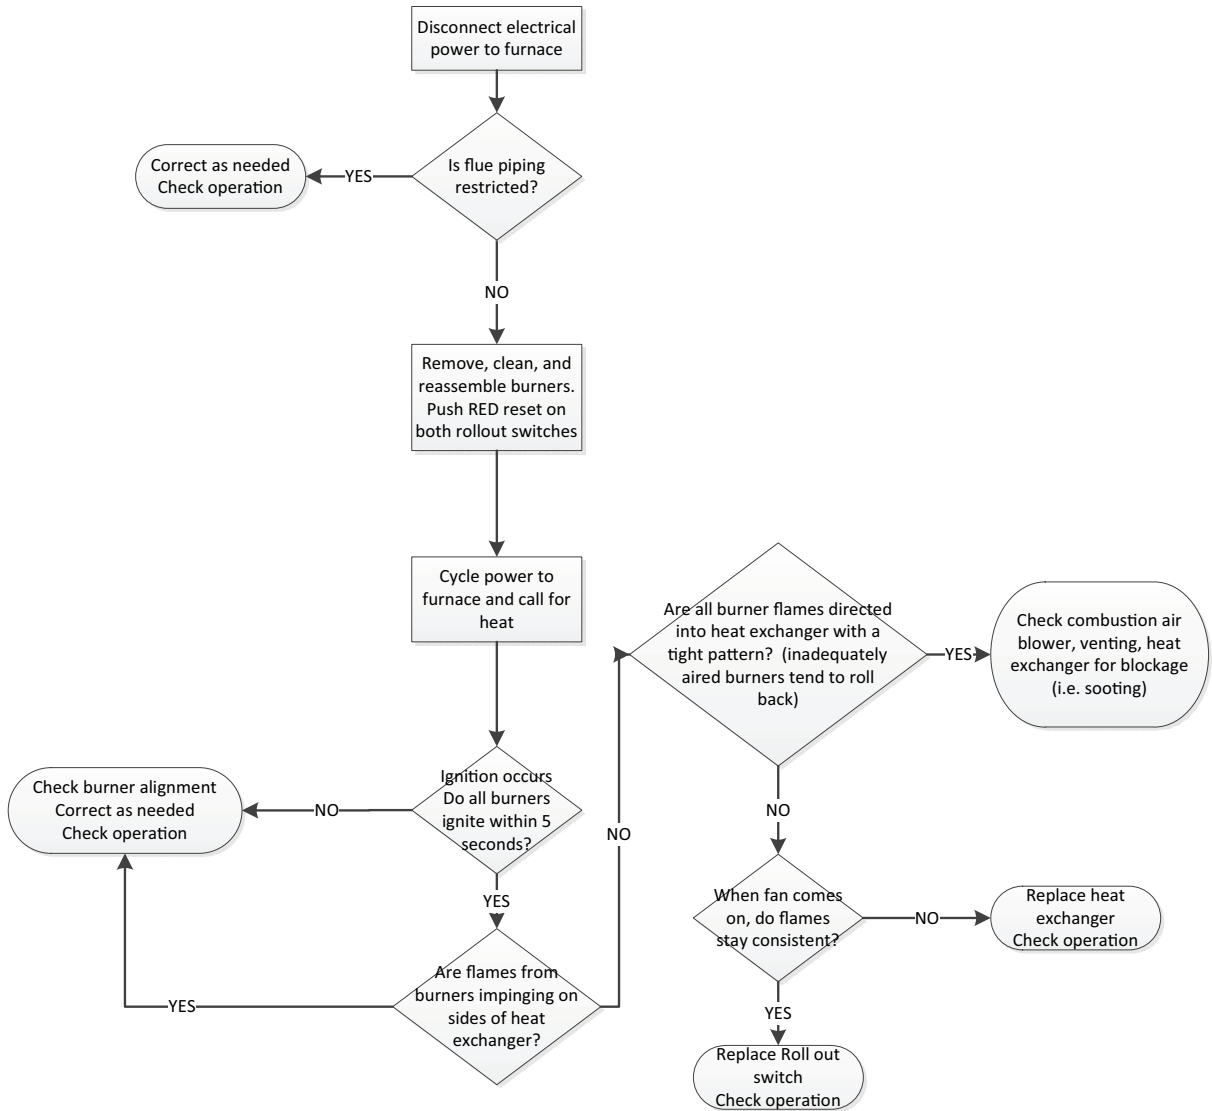 Disconnect electrical
power to furnace
Is flue piping
restricted?
YES
Correct as needed
Check operation
NO
Remove, clean, and
reassemble burners.
Push RED reset on
both rollout switches
Cycle power to
furnace and call for
heat
Ignition occurs
Do all burners
ignite within 5
seconds?
NO
Check burner alignment
Correct as needed
Check operation
YES
Are flames from
burners impinging on
sides of heat
exchanger?
YES
NO
Are all burner flames directed
into heat exchanger with a
tight pattern?  (inadequately
aired burners tend to roll
back)
YES
Check combustion air
blower, venting, heat
exchanger for blockage
(i.e. sooting)
NO
When fan comes
on, do flames
stay consistent?
NO
Replace heat
exchanger
Check operation
YES
Replace Roll out
switch
Check operation